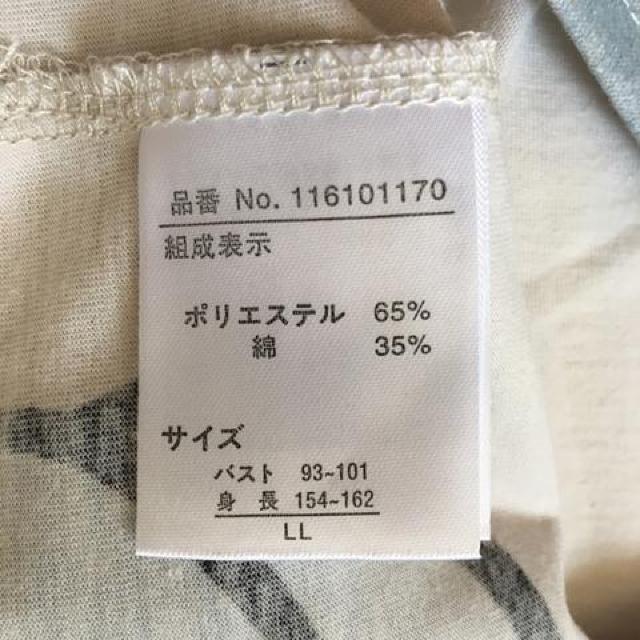 品番 No. 116101170
組成表示
ポリエステル 65%
綿 35%
サイズ
バスト 93~101
身長 154~162
LL